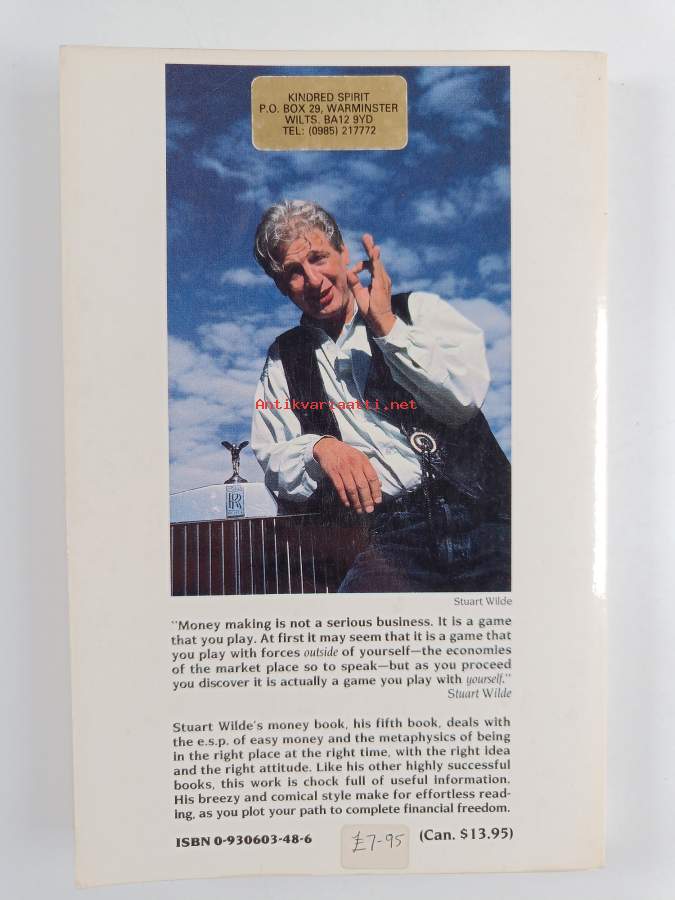 KINDRED SPIRIT
P.O. BOX 29, WARMINSTER
WILTS. BA12 9YD
TEL: (0985) 217772
Antikvariaatti.net
RR
Stuart Wilde
"Money making is not a serious business. It is a game
that you play. At first it may seem that it is a game that
you play with forces outside of yourself—the economies
of the market place so to speak—but as you proceed
you discover it is actually a game you play with yourself."
Stuart Wilde
Stuart Wilde's money book, his fifth book, deals with
the e.s.p. of easy money and the metaphysics of being
in the right place at the right time, with the right idea
and the right attitude. Like his other highly successful
books, this work is chock full of useful information.
His breezy and comical style make for effortless read-
ing, as you plot your path to complete financial freedom.
ISBN 0-930603-48-6 £7-95 (Can. $13.95)